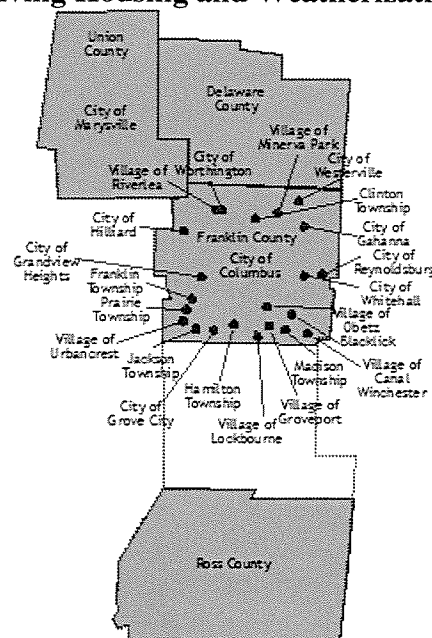 ving Housing and Weatherizati
Union
County
City of
Marysville
Delaware
County
Village of
Minerva Park
City of
Worthington
City of
Westerville
Village of
Riverlea
Clinton
Township
City of
Hilliard
Franklin County
City of
Gahanna
City of
Columbus
City of
Grandview
Heights
City of
Reynoldsburg
Franklin
Township
City of
Whitehall
Prairie
Township
Village of
Obetz
Blacklick
Village of
Urbancrest
Jackson
Township
Madison
Township
Village of
Canal
Winchester
Hamilton
Township
City of
Grove City
Village of
Groveport
Village of
Lockbourne
Ross County